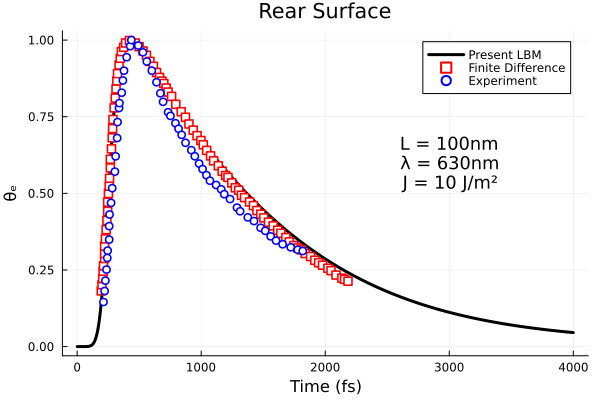 Rear Surface
Present LBM
Finite Difference
Experiment
L = 100nm
λ = 630nm
J = 10 J/m²
θₑ
1.00
0.75
0.50
0.25
0.00
0
1000
2000
3000
4000
Time (fs)